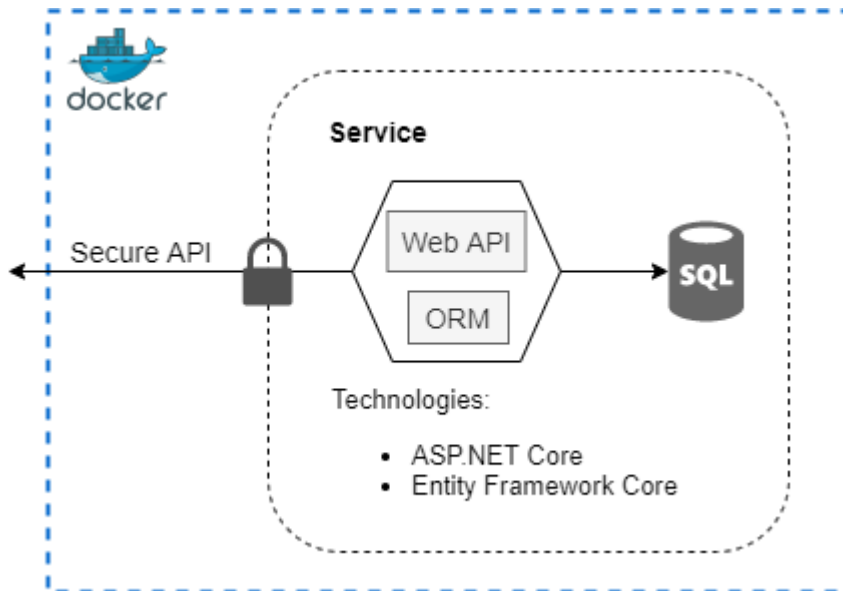 docker
Service
Secure API
Web API
SQL
ORM
Technologies:
ASP.NET Core
Entity Framework Core